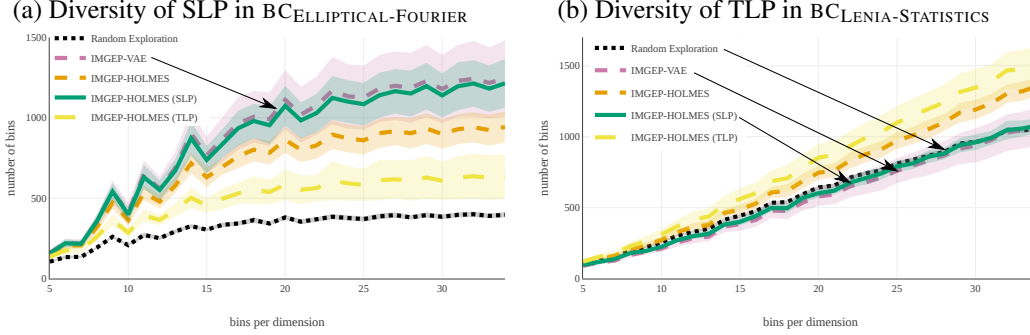 (a) Diversity of SLP in BCELLIPTICAL-FOURIER
1500
1000
500
0
number of bins
Random Exploration
IMGEP-VAE
IMGEP-HOLMES
IMGEP-HOLMES (SLP)
IMGEP-HOLMES (TLP)
5
10
15
20
25
30
bins per dimension
(b) Diversity of TLP in BCLENIA-STATISTICS
1500
1000
500
0
number of bins
Random Exploration
IMGEP-VAE
IMGEP-HOLMES
IMGEP-HOLMES (SLP)
IMGEP-HOLMES (TLP)
5
10
15
20
25
30
bins per dimension